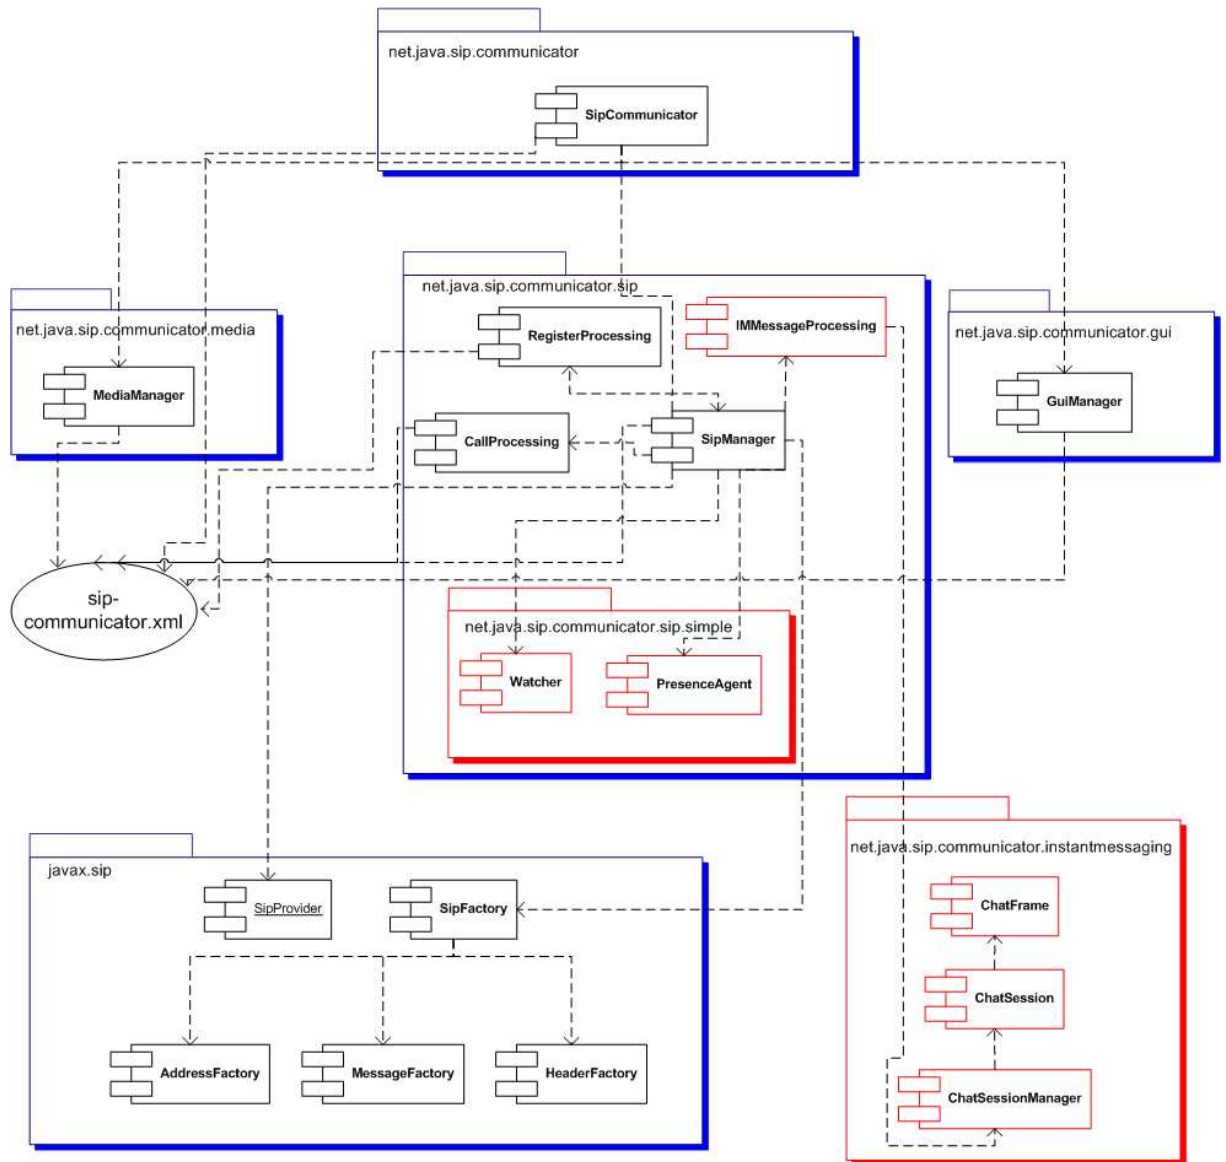 net.java.sip.communicator
SipCommunicator
net.java.sip.communicator.sip
net.java.sip.communicator.media
net.java.sip.communicator.gui
RegisterProcessing
IMMessageProcessing
MediaManager
GuiManager
CallProcessing
SipManager
sip-
communicator.xml
net.java.sip.communicator.sip.simple
Watcher
PresenceAgent
net.java.sip.communicator.instantmessaging
javax.sip
SipProvider
SipFactory
ChatFrame
ChatSession
AddressFactory
MessageFactory
HeaderFactory
ChatSessionManager